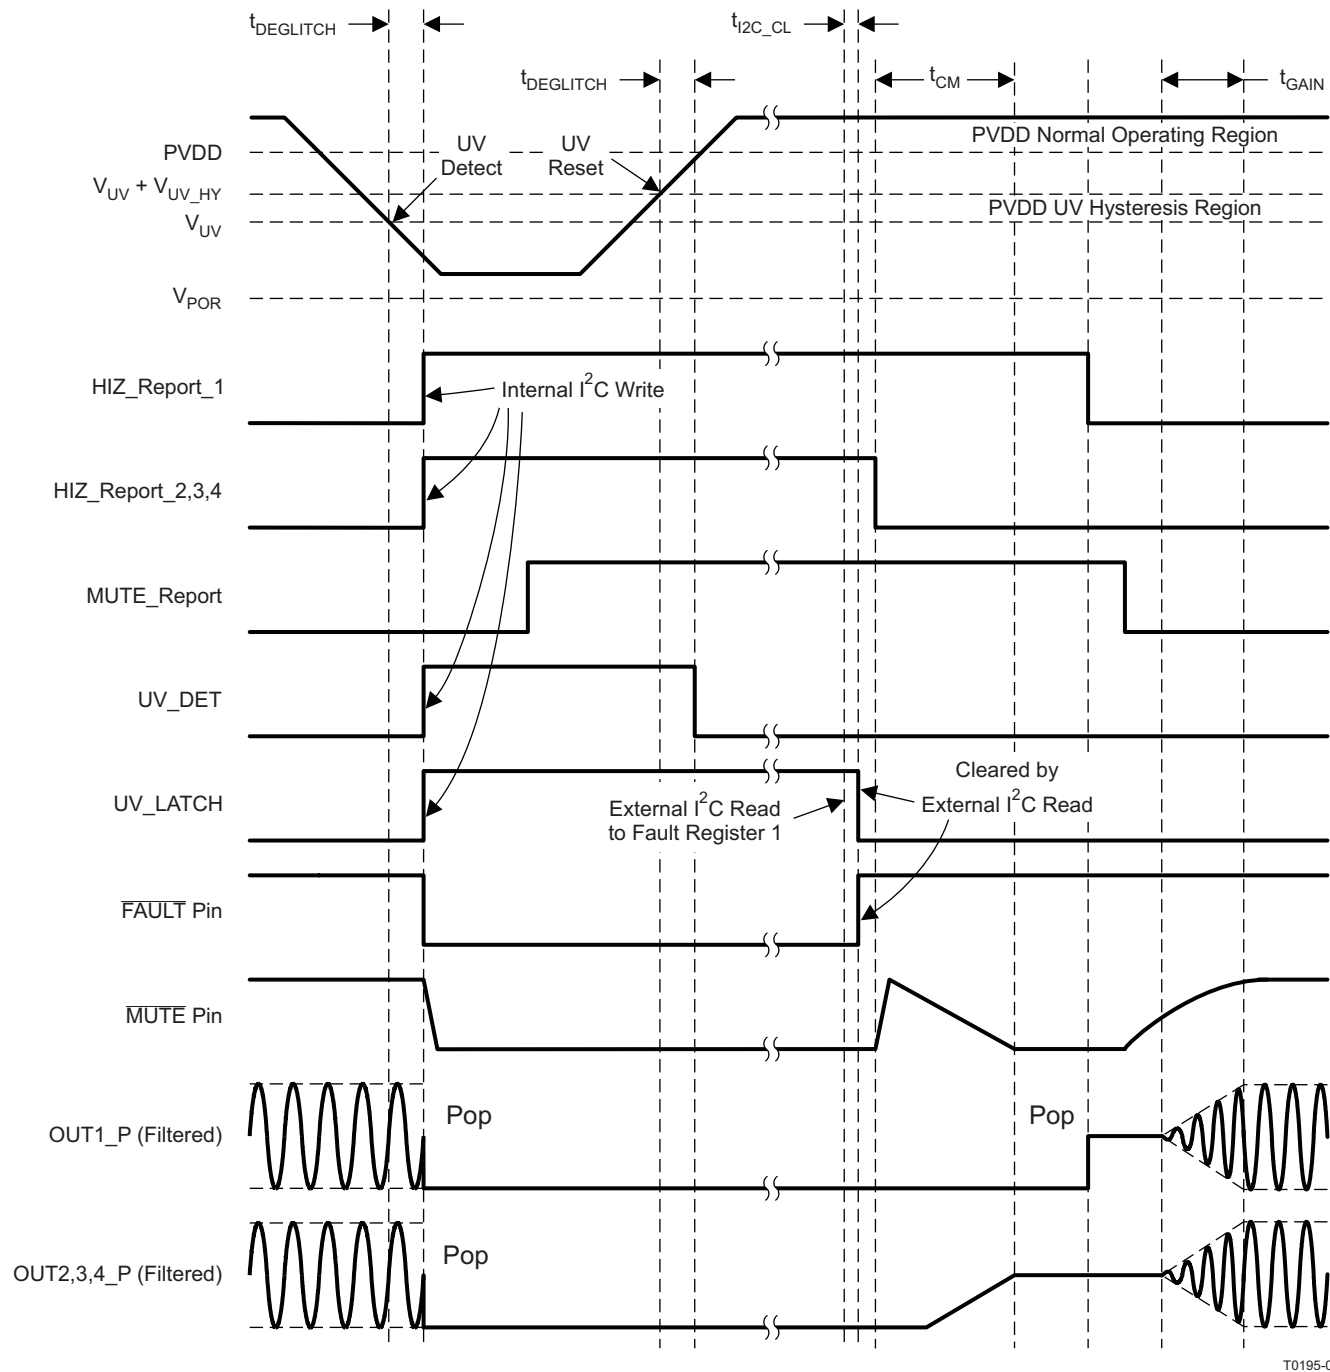 tDEGLITCH
tI2C_CL
tDEGLITCH
tCM
tGAIN
PVDD Normal Operating Region
PVDD
UV
Detect
UV
Reset
VUV + VUV_HY
PVDD UV Hysteresis Region
VUV
VPOR
HIZ_Report_1
Internal I2C Write
HIZ_Report_2,3,4
MUTE_Report
UV_DET
Cleared by
External I2C Read
UV_LATCH
External I2C Read
to Fault Register 1
FAULT Pin
MUTE Pin
Pop
Pop
OUT1_P (Filtered)
Pop
OUT2,3,4_P (Filtered)